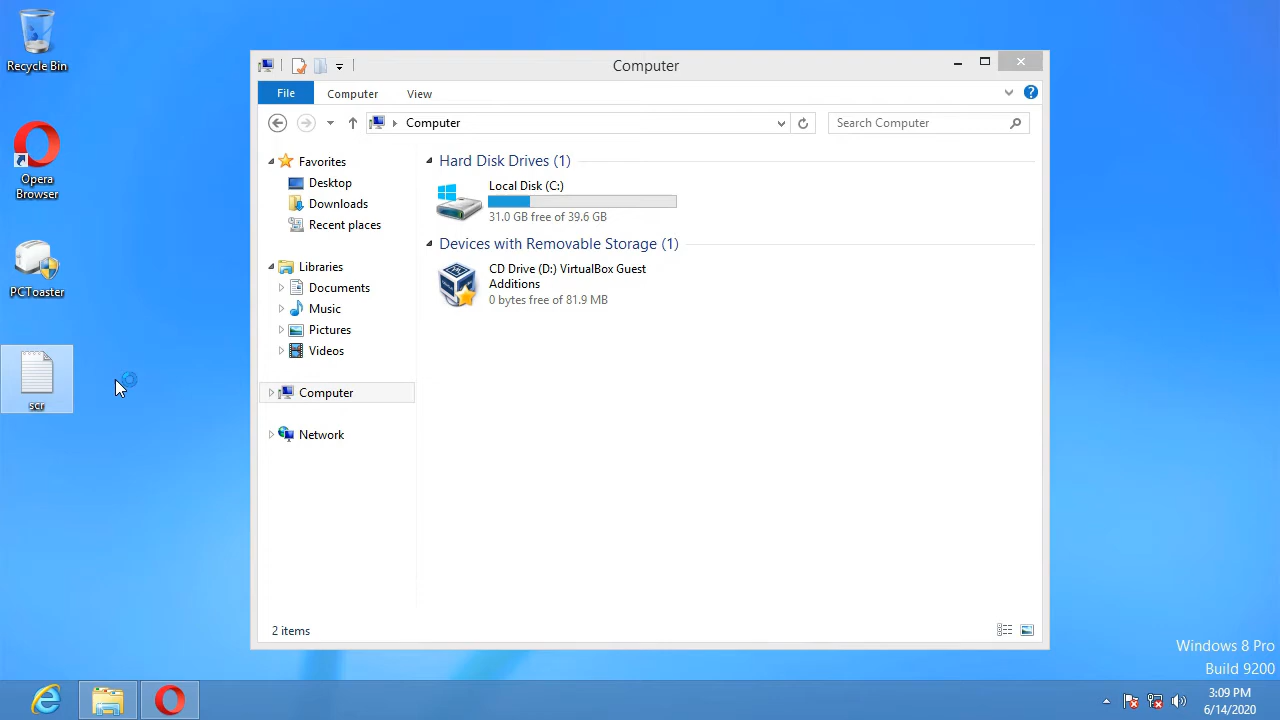 Recycle Bin
Opera
Browser
PCToaster
scr
Computer
File
Computer
View
Computer
Search Computer
Favorites
Desktop
Downloads
Recent places
Libraries
Documents
Music
Pictures
Videos
Computer
Network
Hard Disk Drives (1)
Local Disk (C:)
31.0 GB free of 39.6 GB
Devices with Removable Storage (1)
CD Drive (D:) VirtualBox Guest
Additions
0 bytes free of 81.9 MB
2 items
Windows 8 Pro
Build 9200
3:09 PM
6/14/2020